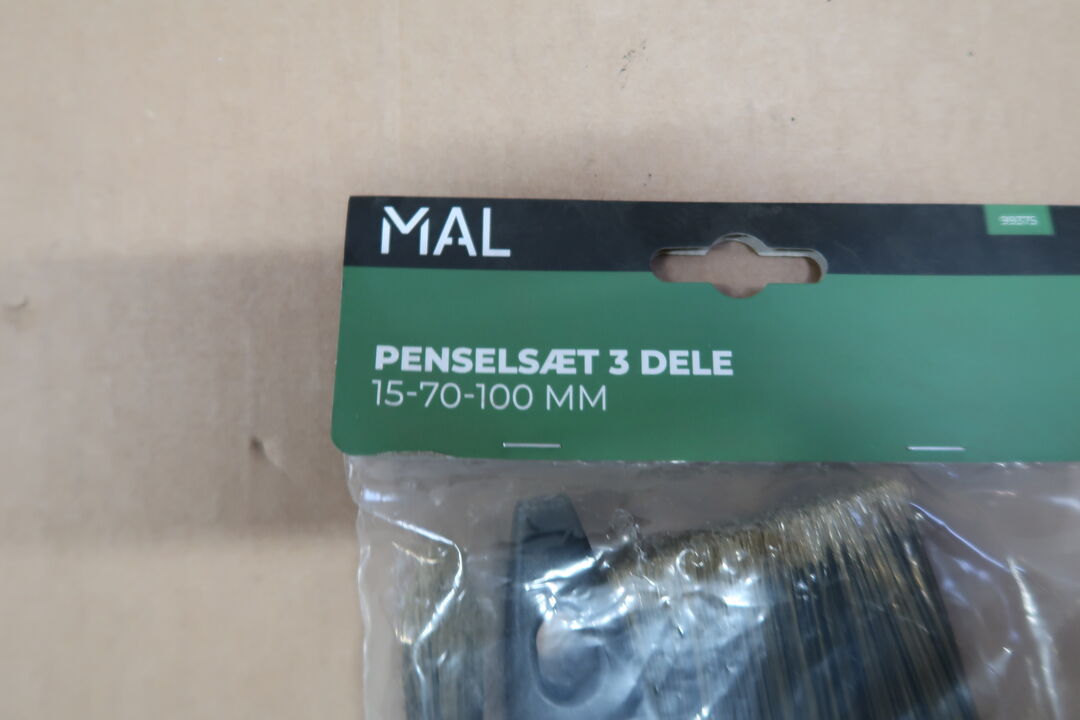 MAL
PENSELSÆT 3 DELE
15-70-100 MM